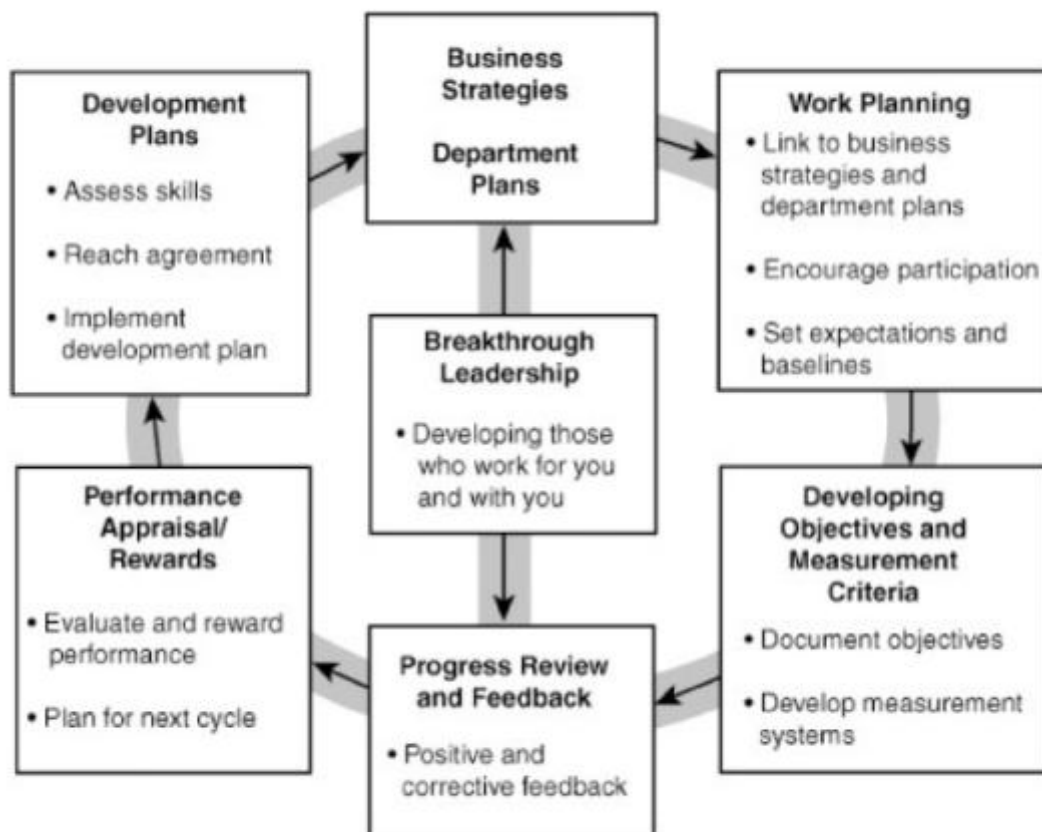 Business
Strategies
Department
Plans
Work Planning
• Link to business
strategies and
department plans
• Encourage participation
• Set expectations and
baselines
Developing
Objectives and
Measurement
Criteria
• Document objectives
• Develop measurement
systems
Progress Review
and Feedback
• Positive and
corrective feedback
Performance
Appraisal/
Rewards
• Evaluate and reward
performance
• Plan for next cycle
Development
Plans
• Assess skills
• Reach agreement
• Implement
development plan
Breakthrough
Leadership
• Developing those
who work for you
and with you